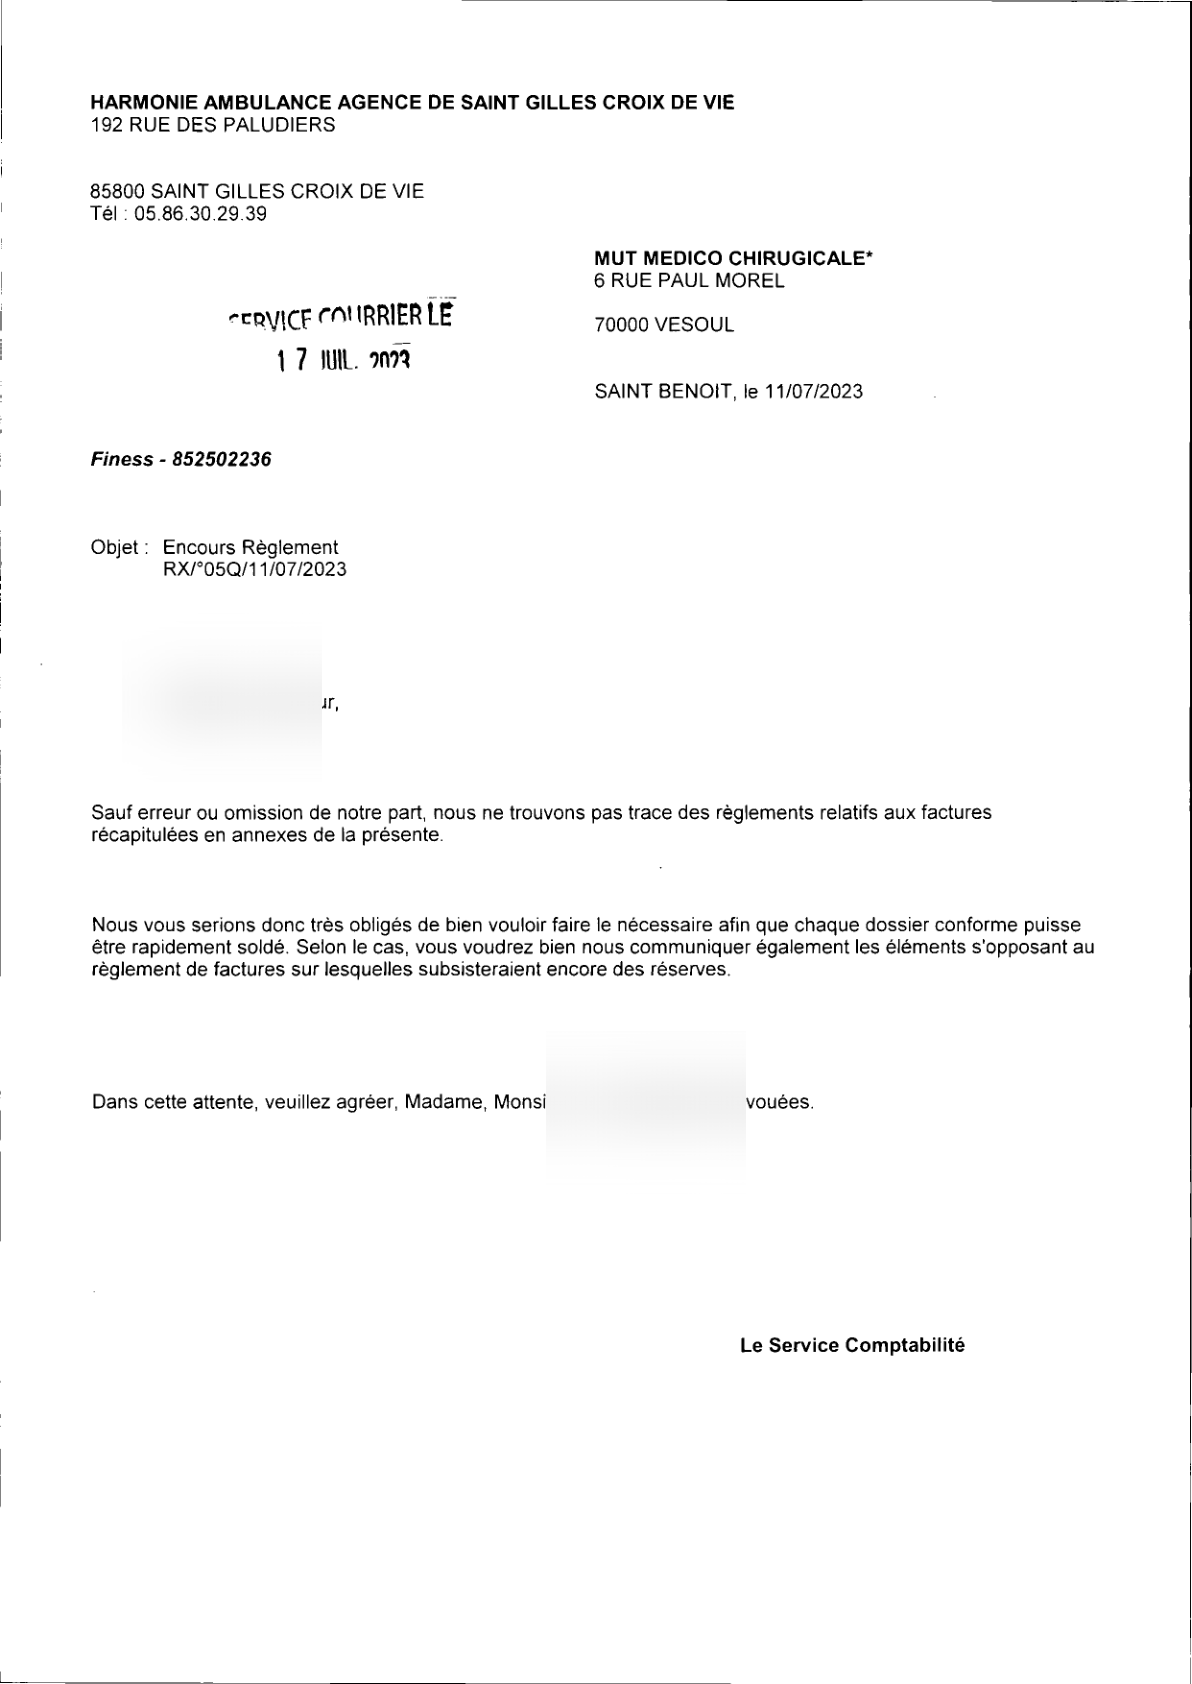 HARMONIE AMBULANCE AGENCE DE SAINT GILLES CROIX DE VIE
192 RUE DES PALUDIERS
85800 SAINT GILLES CROIX DE VIE
Tél : 05.86.30.29.39
MUT MEDICO CHIRUGICALE*
6 RUE PAUL MOREL
70000 VESOUL
SERVICE COURRIER LE
17 JUIL. 2023
SAINT BENOIT, le 11/07/2023
Finess - 852502236
Objet : Encours Règlement
RX/°05Q/11/07/2023
ur,
Sauf erreur ou omission de notre part, nous ne trouvons pas trace des règlements relatifs aux factures
récapitulées en annexes de la présente.
Nous vous serions donc très obligés de bien vouloir faire le nécessaire afin que chaque dossier conforme puisse
être rapidement soldé. Selon le cas, vous voudrez bien nous communiquer également les éléments s'opposant au
règlement de factures sur lesquelles subsisteraient encore des réserves.
Dans cette attente, veuillez agréer, Madame, Monsi vouées.
Le Service Comptabilité